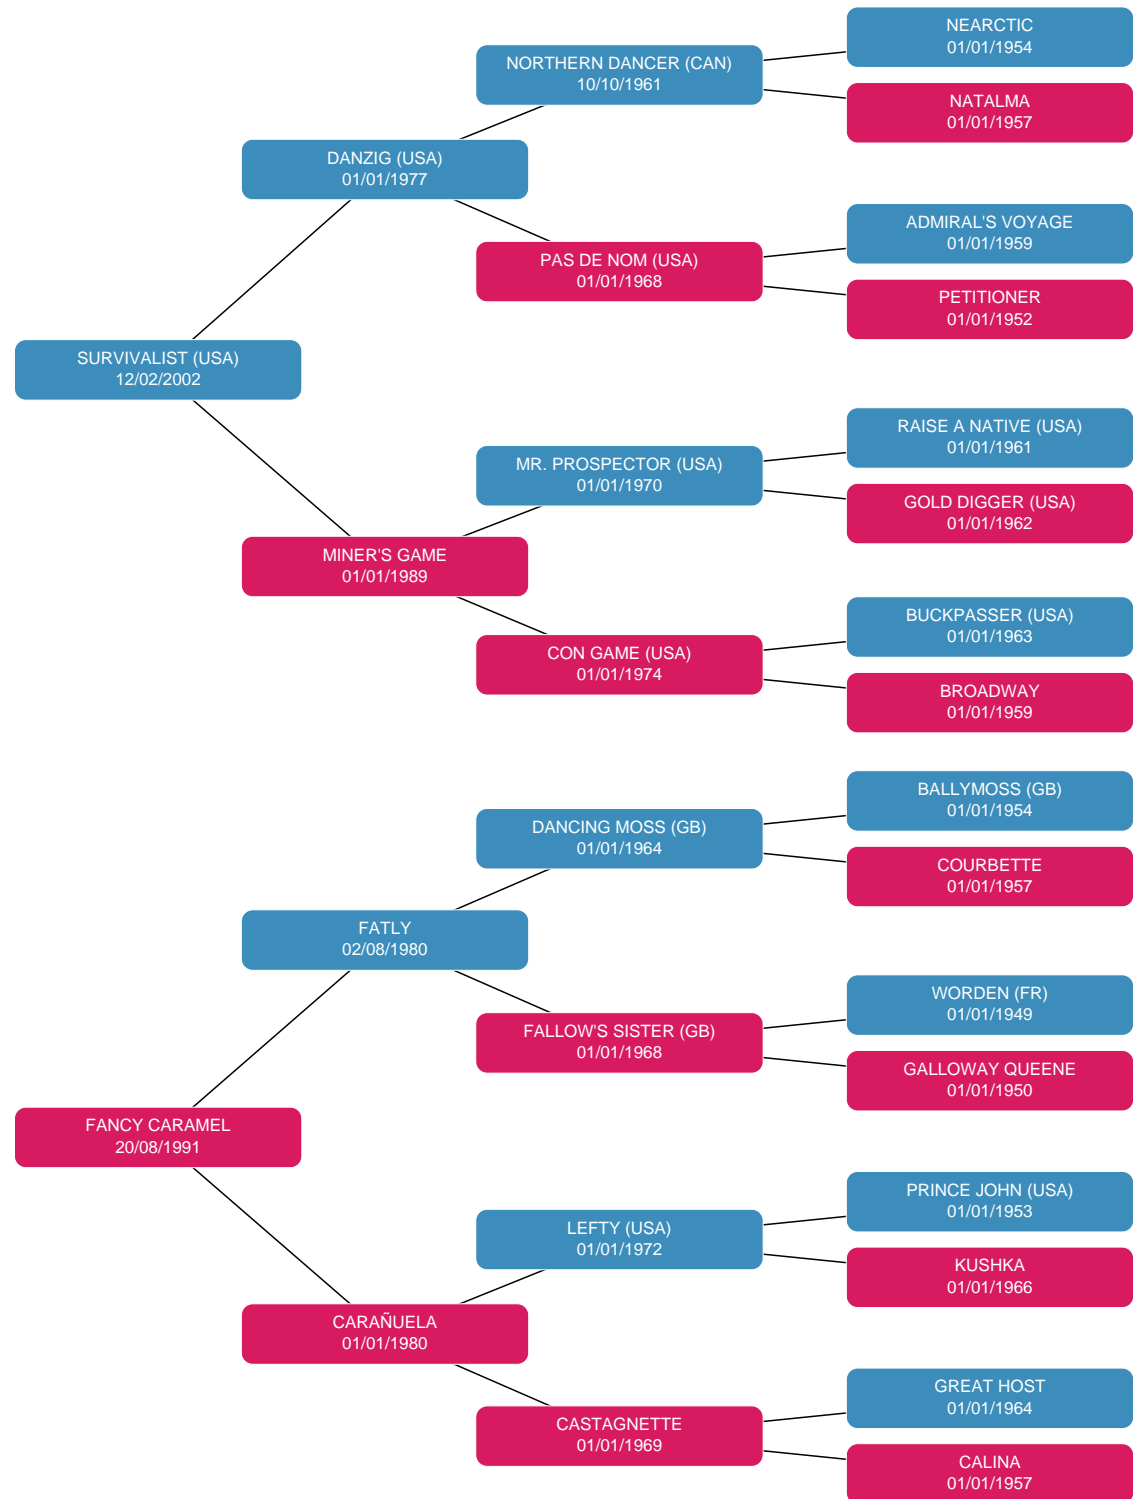 NEARCTIC
01/01/1954
NORTHERN DANCER (CAN)
10/10/1961
NATALMA
01/01/1957
DANZIG (USA)
01/01/1977
ADMIRAL'S VOYAGE
01/01/1959
PAS DE NOM (USA)
01/01/1968
PETITIONER
01/01/1952
SURVIVALIST (USA)
12/02/2002
RAISE A NATIVE (USA)
01/01/1961
MR. PROSPECTOR (USA)
01/01/1970
GOLD DIGGER (USA)
01/01/1962
MINER'S GAME
01/01/1989
BUCKPASSER (USA)
01/01/1963
CON GAME (USA)
01/01/1974
BROADWAY
01/01/1959
BALLYMOSS (GB)
01/01/1954
DANCING MOSS (GB)
01/01/1964
COURBETTE
01/01/1957
FATLY
02/08/1980
WORDEN (FR)
01/01/1949
FALLOW'S SISTER (GB)
01/01/1968
GALLOWAY QUEENE
01/01/1950
FANCY CARAMEL
20/08/1991
PRINCE JOHN (USA)
01/01/1953
LEFTY (USA)
01/01/1972
KUSHKA
01/01/1966
CARAÑUELA
01/01/1980
GREAT HOST
01/01/1964
CASTAGNETTE
01/01/1969
CALINA
01/01/1957